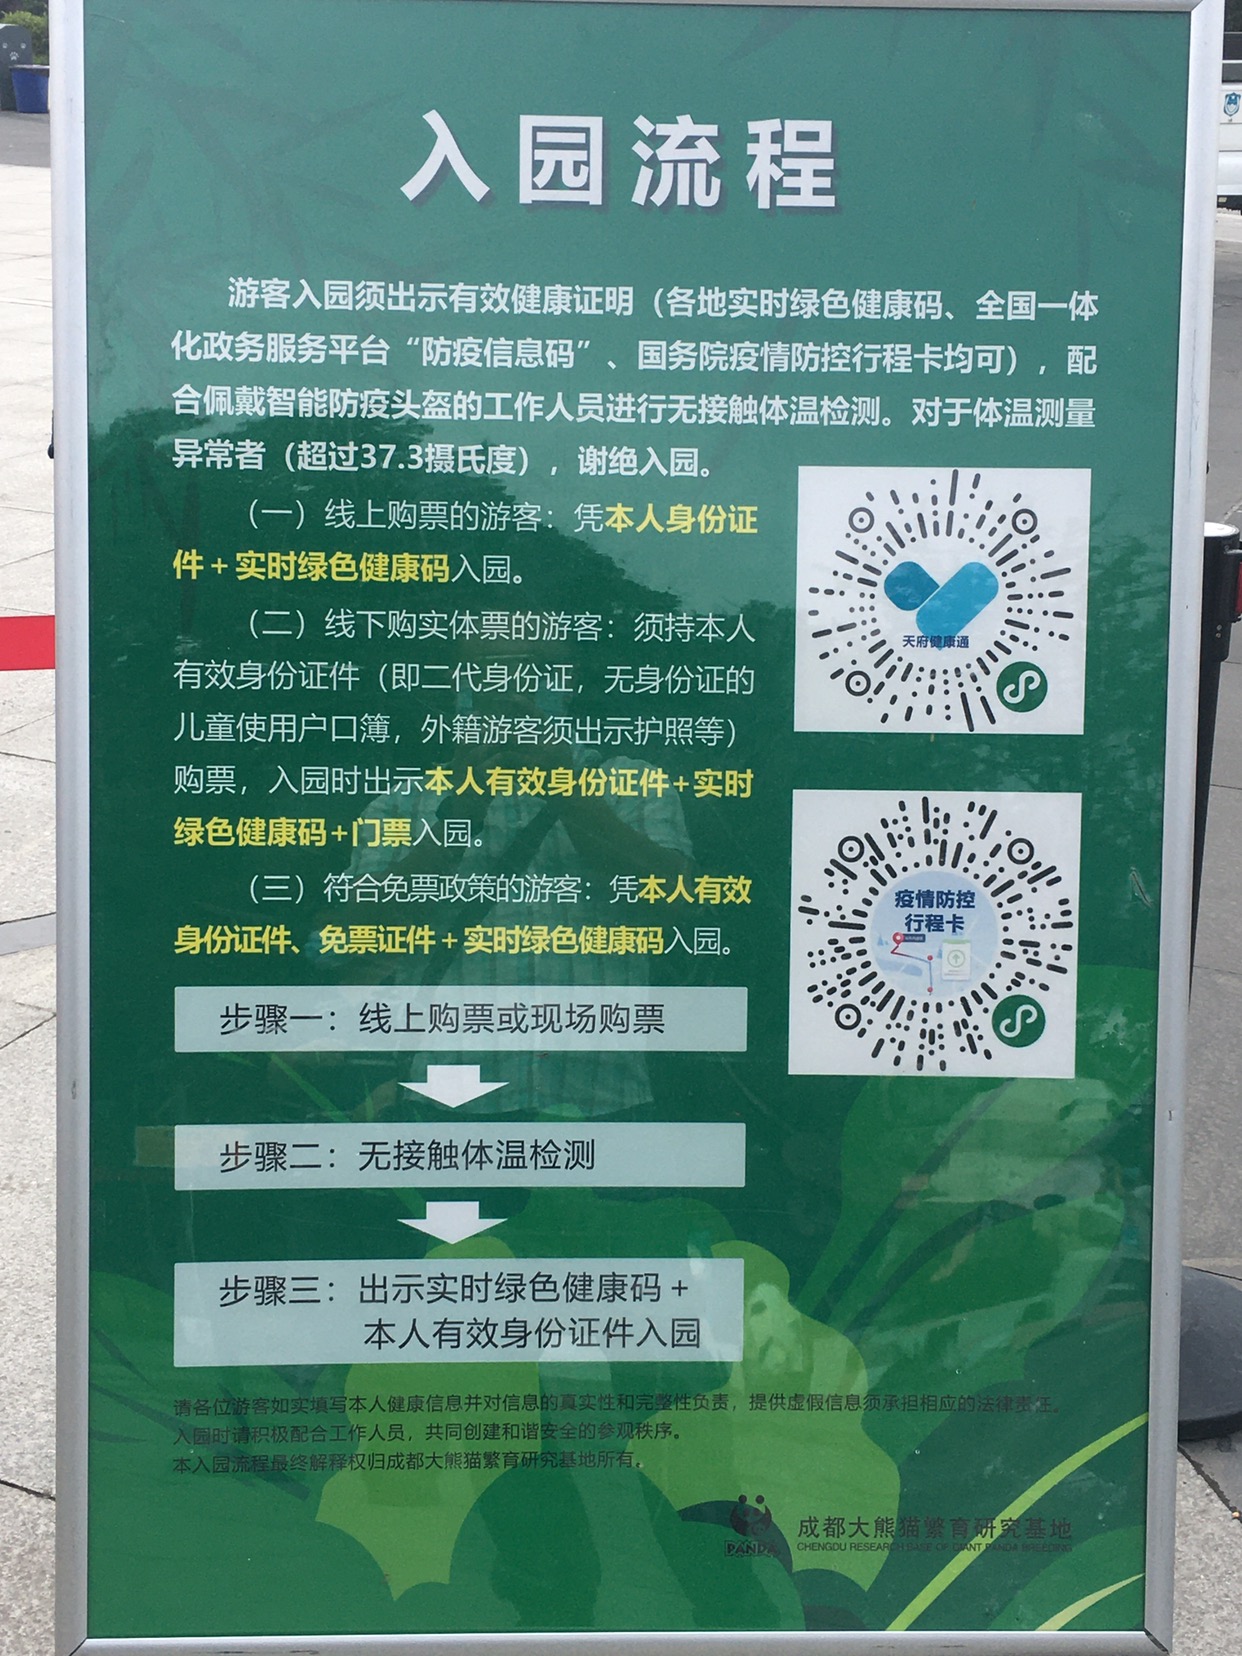 入园流程
游客入园须出示有效健康证明（各地实时绿色健康码、全国一体
化政务服务平台“防疫信息码”、国务院疫情防控行程卡均可），配
合佩戴智能防疫头盔的工作人员进行无接触体温检测。对于体温测量
异常者（超过37.3摄氏度），谢绝入园。
（一）线上购票的游客：凭本人身份证
件+实时绿色健康码入园。
（二）线下购实体票的游客：须持本人
有效身份证件（即二代身份证，无身份证的
儿童使用户口簿，外籍游客须出示护照等）
购票，入园时出示本人有效身份证件+实时
绿色健康码+门票入园。
（三）符合免票政策的游客：凭本人有效
身份证件、免票证件+实时绿色健康码入园。
天府健康通
疫情防控
行程卡
步骤一：线上购票或现场购票
步骤二：无接触体温检测
步骤三：出示实时绿色健康码+
本人有效身份证件入园
请各位游客如实填写本人健康信息并对信息的真实性和完整性负责，提供虚假信息须承担相应的法律责任。
入园时请积极配合工作人员，共同创建和谐安全的参观秩序。
本入园流程最终解释权归成都大熊猫繁育研究基地所有。
PANDA
成都大熊猫繁育研究基地
CHENGDU RESEARCH BASE OF GIANT PANDA BREEDING